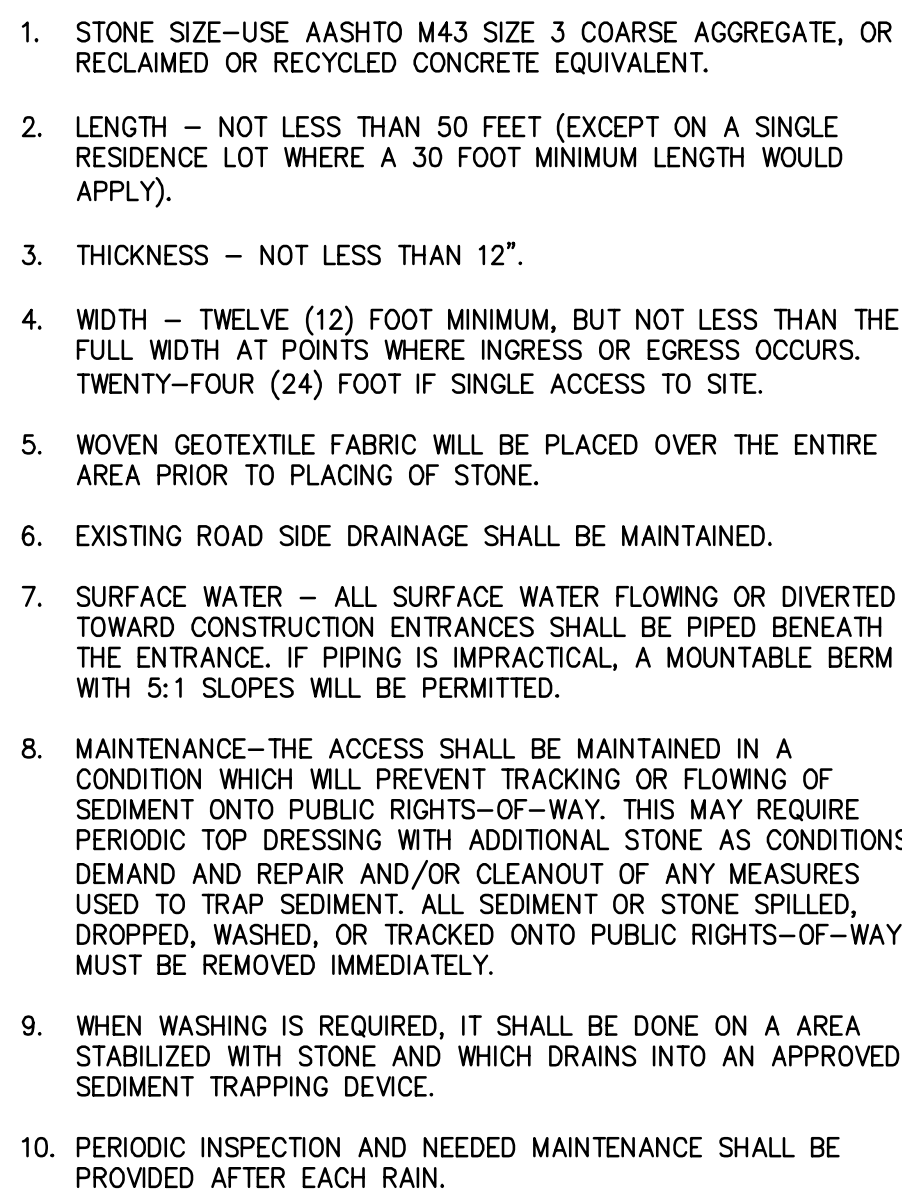 1. STONE SIZE–USE AASHTO M43 SIZE 3 COARSE AGGREGATE, OR
RECLAIMED OR RECYCLED CONCRETE EQUIVALENT.
2. LENGTH – NOT LESS THAN 50 FEET (EXCEPT ON A SINGLE
RESIDENCE LOT WHERE A 30 FOOT MINIMUM LENGTH WOULD
APPLY).
3. THICKNESS – NOT LESS THAN 12".
4. WIDTH – TWELVE (12) FOOT MINIMUM, BUT NOT LESS THAN THE
FULL WIDTH AT POINTS WHERE INGRESS OR EGRESS OCCURS.
TWENTY–FOUR (24) FOOT IF SINGLE ACCESS TO SITE.
5. WOVEN GEOTEXTILE FABRIC WILL BE PLACED OVER THE ENTIRE
AREA PRIOR TO PLACING OF STONE.
6. EXISTING ROAD SIDE DRAINAGE SHALL BE MAINTAINED.
7. SURFACE WATER – ALL SURFACE WATER FLOWING OR DIVERTED
TOWARD CONSTRUCTION ENTRANCES SHALL BE PIPED BENEATH
THE ENTRANCE. IF PIPING IS IMPRACTICAL, A MOUNTABLE BERM
WITH 5:1 SLOPES WILL BE PERMITTED.
8. MAINTENANCE–THE ACCESS SHALL BE MAINTAINED IN A
CONDITION WHICH WILL PREVENT TRACKING OR FLOWING OF
SEDIMENT ONTO PUBLIC RIGHTS–OF–WAY. THIS MAY REQUIRE
PERIODIC TOP DRESSING WITH ADDITIONAL STONE AS CONDITIONS
DEMAND AND REPAIR AND/OR CLEANOUT OF ANY MEASURES
USED TO TRAP SEDIMENT. ALL SEDIMENT OR STONE SPILLED,
DROPPED, WASHED, OR TRACKED ONTO PUBLIC RIGHTS–OF–WAY
MUST BE REMOVED IMMEDIATELY.
9. WHEN WASHING IS REQUIRED, IT SHALL BE DONE ON A AREA
STABILIZED WITH STONE AND WHICH DRAINS INTO AN APPROVED
SEDIMENT TRAPPING DEVICE.
10. PERIODIC INSPECTION AND NEEDED MAINTENANCE SHALL BE
PROVIDED AFTER EACH RAIN.